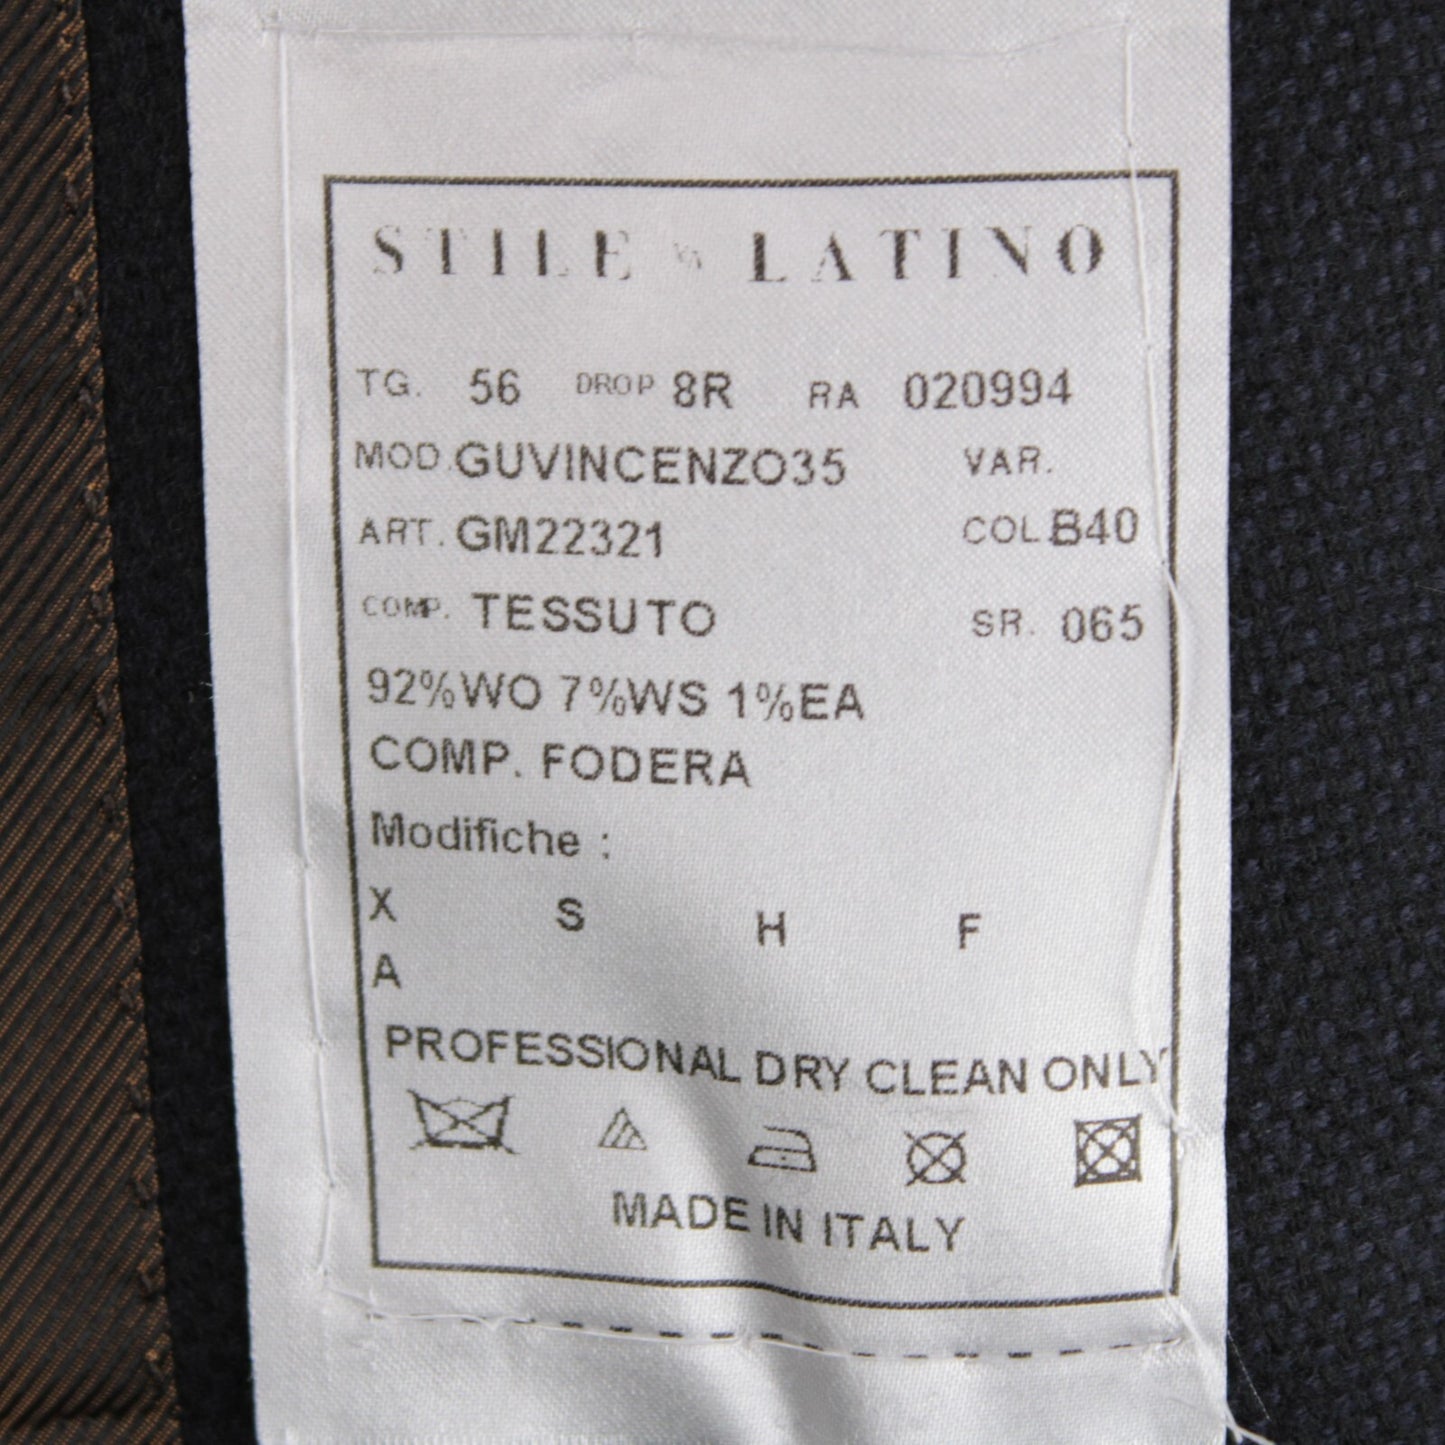 STILE LATINO
TG. 56 DROP 8R RA 020994
MOD. GUVINCENZO35 VAR.
ART. GM22321 COL. B40
COMP. TESSUTO SR. 065
92%WO 7%WS 1%EA
COMP. FODERA
Modifiche :
X S H F
A
PROFESSIONAL DRY CLEAN ONLY
MADE IN ITALY